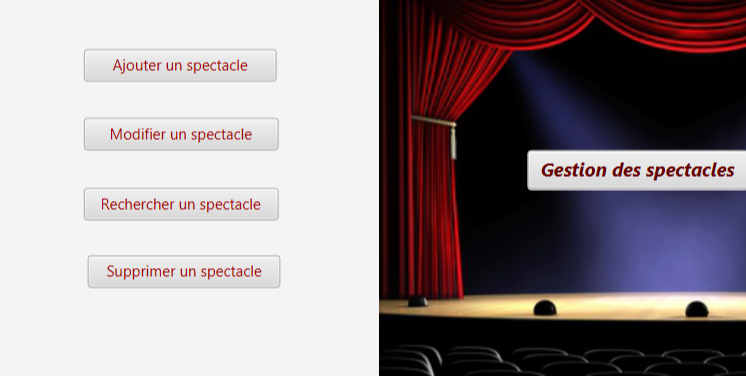 Ajouter un spectacle
Modifier un spectacle
Rechercher un spectacle
Supprimer un spectacle
Gestion des spectacles